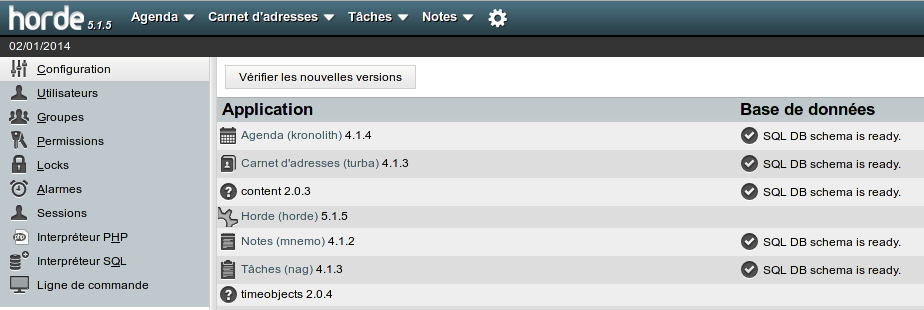 horde 5.1.5 Agenda Carnet d'adresses Tâches Notes
02/01/2014
Configuration
Utilisateurs
Groupes
Permissions
Locks
Alarmes
Sessions
Interpréteur PHP
Interpréteur SQL
Ligne de commande
Vérifier les nouvelles versions
Application Base de données
Agenda (kronolith) 4.1.4 SQL DB schema is ready.
Carnet d'adresses (turba) 4.1.3 SQL DB schema is ready.
content 2.0.3 SQL DB schema is ready.
Horde (horde) 5.1.5
Notes (mnemo) 4.1.2 SQL DB schema is ready.
Tâches (nag) 4.1.3 SQL DB schema is ready.
timeobjects 2.0.4